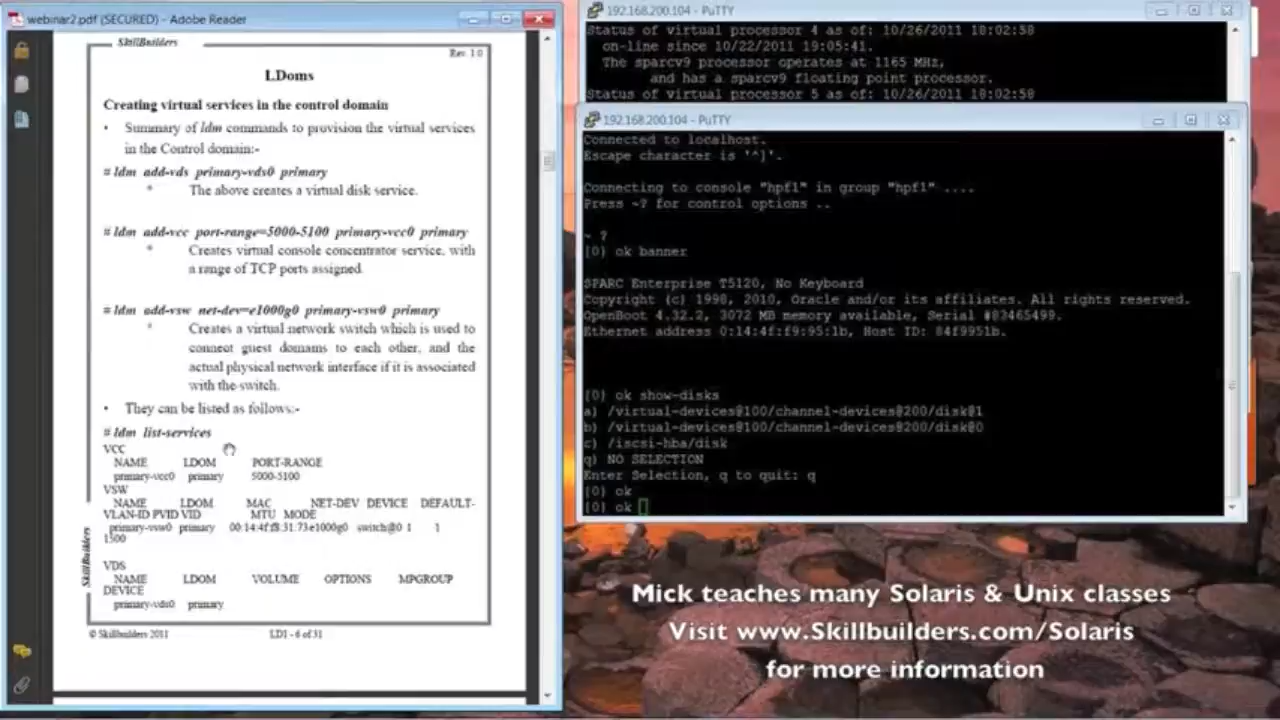 webinar2.pdf (SECURED) - Adobe Reader
SkillBuilders
Rev 1.0
LDoms
Creating virtual services in the control domain
• Summary of ldm commands to provision the virtual services
in the Control domain:-
# ldm add-vds primary-vds0 primary
* The above creates a virtual disk service.
# ldm add-vcc port-range=5000-5100 primary-vcc0 primary
* Creates virtual console concentrator service, with
a range of TCP ports assigned.
# ldm add-vsw net-dev=e1000g0 primary-vsw0 primary
* Creates a virtual network switch which is used to
connect guest domains to each other, and the
actual physical network interface if it is associated
with the switch.
• They can be listed as follows:-
# ldm list-services
VCC
NAME LDOM PORT-RANGE
primary-vcc0 primary 5000-5100
VSW
NAME LDOM MAC NET-DEV DEVICE DEFAULT-
VLAN-ID PVID VID MTU MODE
primary-vsw0 primary 00:14:4f:f8:31:73 e1000g0 switch@0 1 1
1500
VDS
NAME LDOM VOLUME OPTIONS MPGROUP
DEVICE
primary-vds0 primary
SkillBuilders
© Skillbuilders 2011 LD1 - 6 of 31
192.168.200.104 - PuTTY
Status of virtual processor 4 as of: 10/26/2011 18:02:58
on-line since 10/22/2011 19:05:41.
The sparcv9 processor operates at 1165 MHz,
and has a sparcv9 floating point processor.
Status of virtual processor 5 as of: 10/26/2011 18:02:58
192.168.200.104 - PuTTY
Connected to localhost.
Escape character is '^]'.
Connecting to console "hpf1" in group "hpf1" ....
Press ~? for control options ..
~ ?
{0} ok banner
SPARC Enterprise T5120, No Keyboard
Copyright (c) 1998, 2010, Oracle and/or its affiliates. All rights reserved.
OpenBoot 4.32.2, 3072 MB memory available, Serial #83465499.
Ethernet address 0:14:4f:f9:95:1b, Host ID: 84f9951b.
{0} ok show-disks
a) /virtual-devices@100/channel-devices@200/disk@1
b) /virtual-devices@100/channel-devices@200/disk@0
c) /iscsi-hba/disk
q) NO SELECTION
Enter Selection, q to quit: q
{0} ok
{0} ok
Mick teaches many Solaris & Unix classes
Visit www.Skillbuilders.com/Solaris
for more information